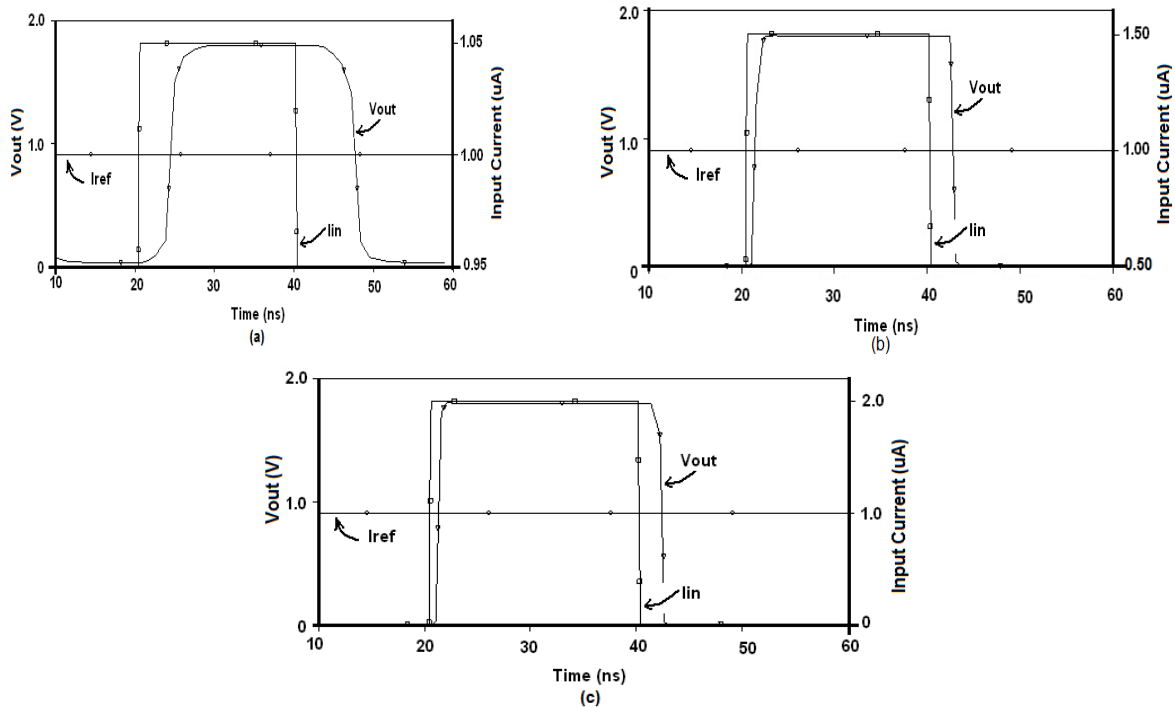 2.0
1.0
0
Vout (V)
1.05
1.00
0.95
Input Current (uA)
Vout
Iref
Iin
10
20
30
40
50
60
Time (ns)
(a)
2.0
1.0
0
Vout (V)
1.50
1.00
0.50
Input Current (uA)
Vout
Iref
Iin
10
20
30
40
50
60
Time (ns)
(b)
2.0
1.0
0
Vout (V)
2.0
1.0
0
Input Current (uA)
Vout
Iref
Iin
10
20
30
40
50
60
Time (ns)
(c)